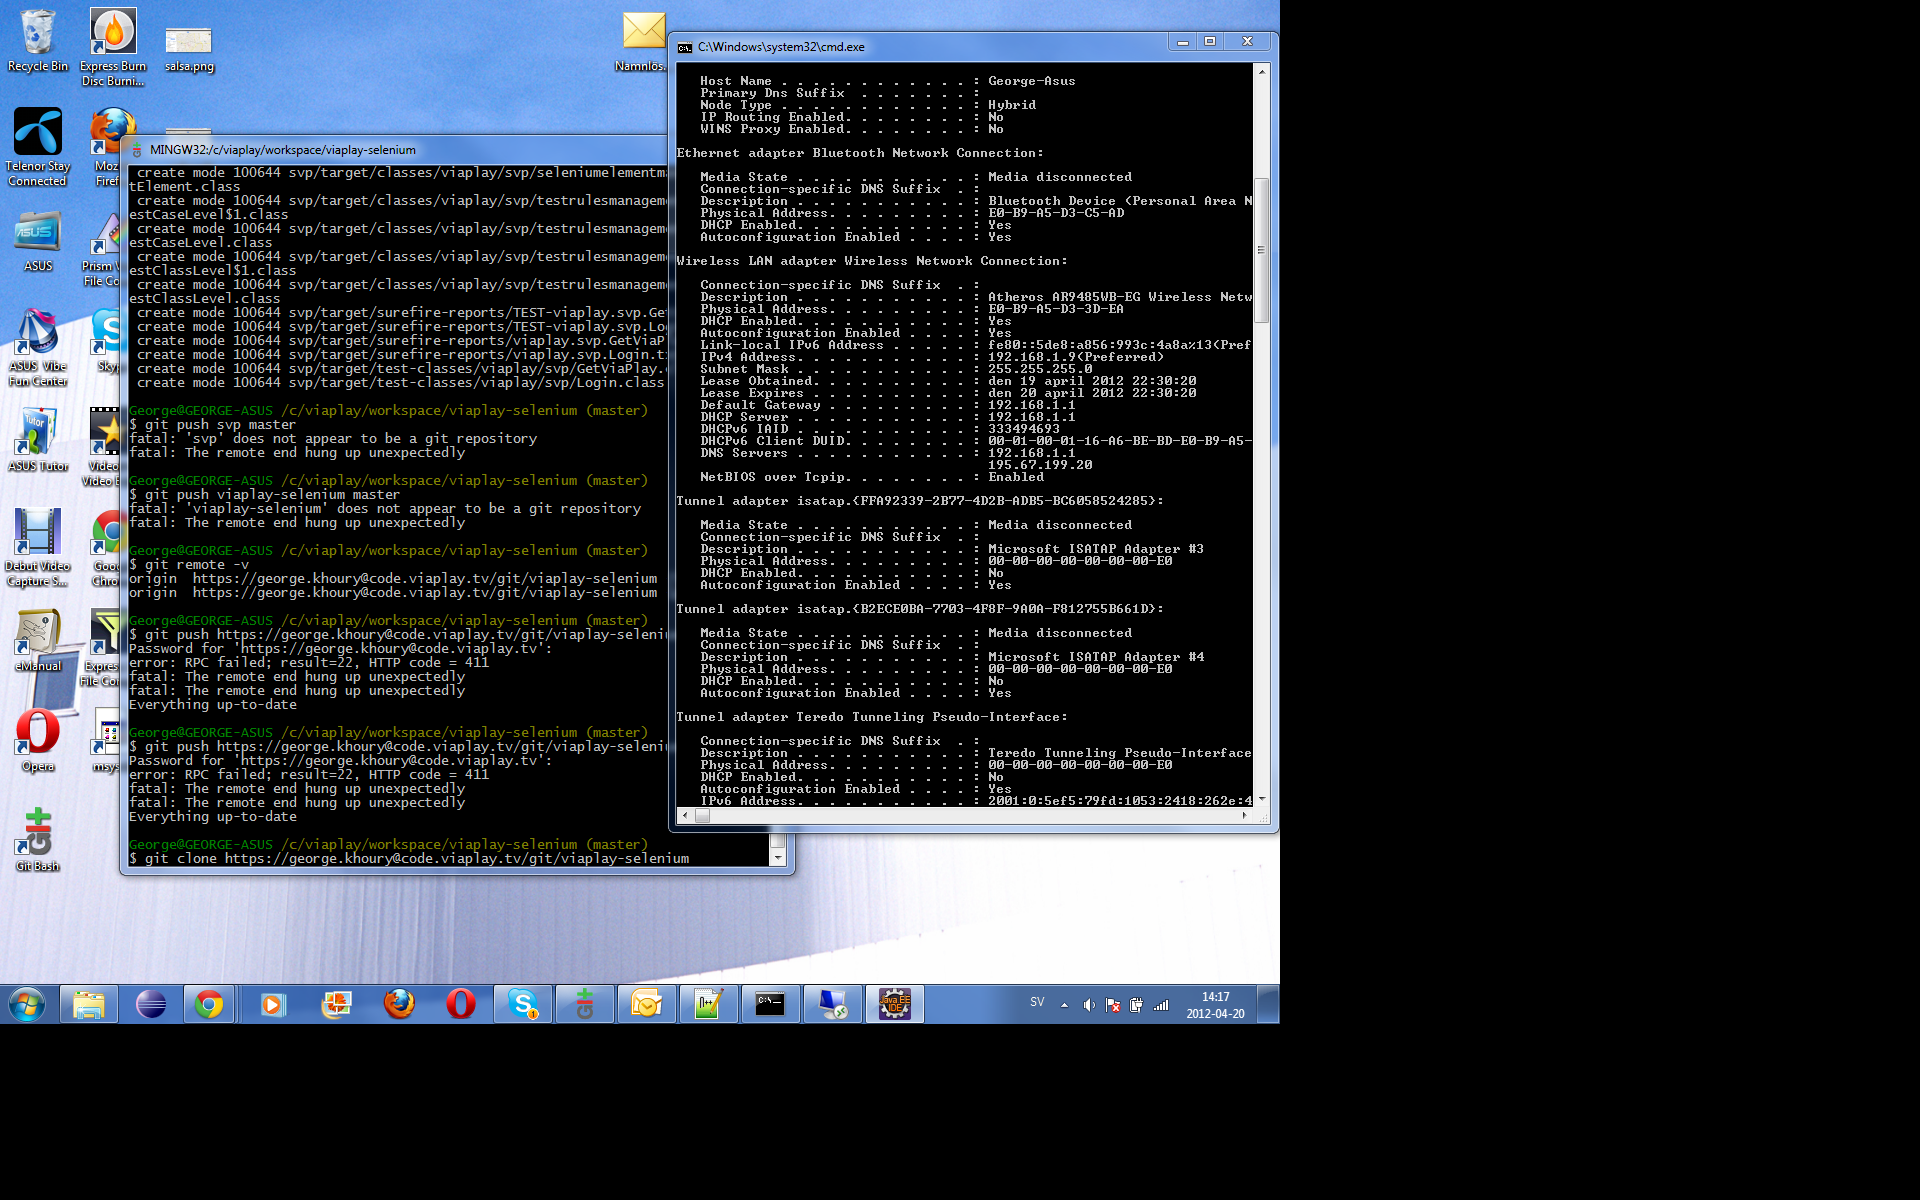 Recycle Bin
Express Burn
Disc Burni...
salsa.png
Namnlös.
Telenor Stay
Connected
Moz
Firef
ASUS
Prism V
File Co
ASUS Vibe
Fun Center
Sky
ASUS Tutor
Video
Video E
Debut Video
Capture S...
Goo
Chro
eManual
Expres
File Con
Opera
msys
Git Bash
MINGW32:/c/viaplay/workspace/viaplay-selenium
create mode 100644 svp/target/classes/viaplay/svp/seleniumelementma
tElement.class
create mode 100644 svp/target/classes/viaplay/svp/testrulesmanageme
estCaseLevel$1.class
create mode 100644 svp/target/classes/viaplay/svp/testrulesmanageme
estCaseLevel.class
create mode 100644 svp/target/classes/viaplay/svp/testrulesmanageme
estClassLevel$1.class
create mode 100644 svp/target/classes/viaplay/svp/testrulesmanageme
estClassLevel.class
create mode 100644 svp/target/surefire-reports/TEST-viaplay.svp.Get
create mode 100644 svp/target/surefire-reports/TEST-viaplay.svp.Log
create mode 100644 svp/target/surefire-reports/viaplay.svp.GetViaPl
create mode 100644 svp/target/surefire-reports/viaplay.svp.Login.tx
create mode 100644 svp/target/test-classes/viaplay/svp/GetViaPlay.c
create mode 100644 svp/target/test-classes/viaplay/svp/Login.class
George@GEORGE-ASUS /c/viaplay/workspace/viaplay-selenium (master)
$ git push svp master
fatal: 'svp' does not appear to be a git repository
fatal: The remote end hung up unexpectedly
George@GEORGE-ASUS /c/viaplay/workspace/viaplay-selenium (master)
$ git push viaplay-selenium master
fatal: 'viaplay-selenium' does not appear to be a git repository
fatal: The remote end hung up unexpectedly
George@GEORGE-ASUS /c/viaplay/workspace/viaplay-selenium (master)
$ git remote -v
origin  https://george.khoury@code.viaplay.tv/git/viaplay-selenium
origin  https://george.khoury@code.viaplay.tv/git/viaplay-selenium
George@GEORGE-ASUS /c/viaplay/workspace/viaplay-selenium (master)
$ git push https://george.khoury@code.viaplay.tv/git/viaplay-seleniu
Password for 'https://george.khoury@code.viaplay.tv':
error: RPC failed; result=22, HTTP code = 411
fatal: The remote end hung up unexpectedly
fatal: The remote end hung up unexpectedly
Everything up-to-date
George@GEORGE-ASUS /c/viaplay/workspace/viaplay-selenium (master)
$ git push https://george.khoury@code.viaplay.tv/git/viaplay-seleniu
Password for 'https://george.khoury@code.viaplay.tv':
error: RPC failed; result=22, HTTP code = 411
fatal: The remote end hung up unexpectedly
fatal: The remote end hung up unexpectedly
Everything up-to-date
George@GEORGE-ASUS /c/viaplay/workspace/viaplay-selenium (master)
$ git clone https://george.khoury@code.viaplay.tv/git/viaplay-selenium
C:\Windows\system32\cmd.exe
Host Name . . . . . . . . . . . . : George-Asus
Primary Dns Suffix  . . . . . . . :
Node Type . . . . . . . . . . . . : Hybrid
IP Routing Enabled. . . . . . . . : No
WINS Proxy Enabled. . . . . . . . : No
Ethernet adapter Bluetooth Network Connection:
Media State . . . . . . . . . . . : Media disconnected
Connection-specific DNS Suffix  . :
Description . . . . . . . . . . . : Bluetooth Device (Personal Area N
Physical Address. . . . . . . . . : E0-B9-A5-D3-C5-AD
DHCP Enabled. . . . . . . . . . . : Yes
Autoconfiguration Enabled . . . . : Yes
Wireless LAN adapter Wireless Network Connection:
Connection-specific DNS Suffix  . :
Description . . . . . . . . . . . : Atheros AR9485WB-EG Wireless Netw
Physical Address. . . . . . . . . : E0-B9-A5-D3-3D-EA
DHCP Enabled. . . . . . . . . . . : Yes
Autoconfiguration Enabled . . . . : Yes
Link-local IPv6 Address . . . . . : fe80::5de8:a856:993c:4a8a%13(Pref
IPv4 Address. . . . . . . . . . . : 192.168.1.9(Preferred)
Subnet Mask . . . . . . . . . . . : 255.255.255.0
Lease Obtained. . . . . . . . . . : den 19 april 2012 22:30:20
Lease Expires . . . . . . . . . . : den 20 april 2012 22:30:20
Default Gateway . . . . . . . . . : 192.168.1.1
DHCP Server . . . . . . . . . . . : 192.168.1.1
DHCPv6 IAID . . . . . . . . . . . : 333494693
DHCPv6 Client DUID. . . . . . . . : 00-01-00-01-16-A6-BE-BD-E0-B9-A5-
DNS Servers . . . . . . . . . . . : 192.168.1.1
195.67.199.20
NetBIOS over Tcpip. . . . . . . . : Enabled
Tunnel adapter isatap.{FFA92339-2B77-4D2B-ADB5-BC6058524285}:
Media State . . . . . . . . . . . : Media disconnected
Connection-specific DNS Suffix  . :
Description . . . . . . . . . . . : Microsoft ISATAP Adapter #3
Physical Address. . . . . . . . . : 00-00-00-00-00-00-00-E0
DHCP Enabled. . . . . . . . . . . : No
Autoconfiguration Enabled . . . . : Yes
Tunnel adapter isatap.{B2ECE0BA-7703-4F8F-9A0A-F812755B661D}:
Media State . . . . . . . . . . . : Media disconnected
Connection-specific DNS Suffix  . :
Description . . . . . . . . . . . : Microsoft ISATAP Adapter #4
Physical Address. . . . . . . . . : 00-00-00-00-00-00-00-E0
DHCP Enabled. . . . . . . . . . . : No
Autoconfiguration Enabled . . . . : Yes
Tunnel adapter Teredo Tunneling Pseudo-Interface:
Connection-specific DNS Suffix  . :
Description . . . . . . . . . . . : Teredo Tunneling Pseudo-Interface
Physical Address. . . . . . . . . : 00-00-00-00-00-00-00-E0
DHCP Enabled. . . . . . . . . . . : No
Autoconfiguration Enabled . . . . : Yes
IPv6 Address. . . . . . . . . . . : 2001:0:5ef5:79fd:1053:2418:262e:4
SV
14:17
2012-04-20